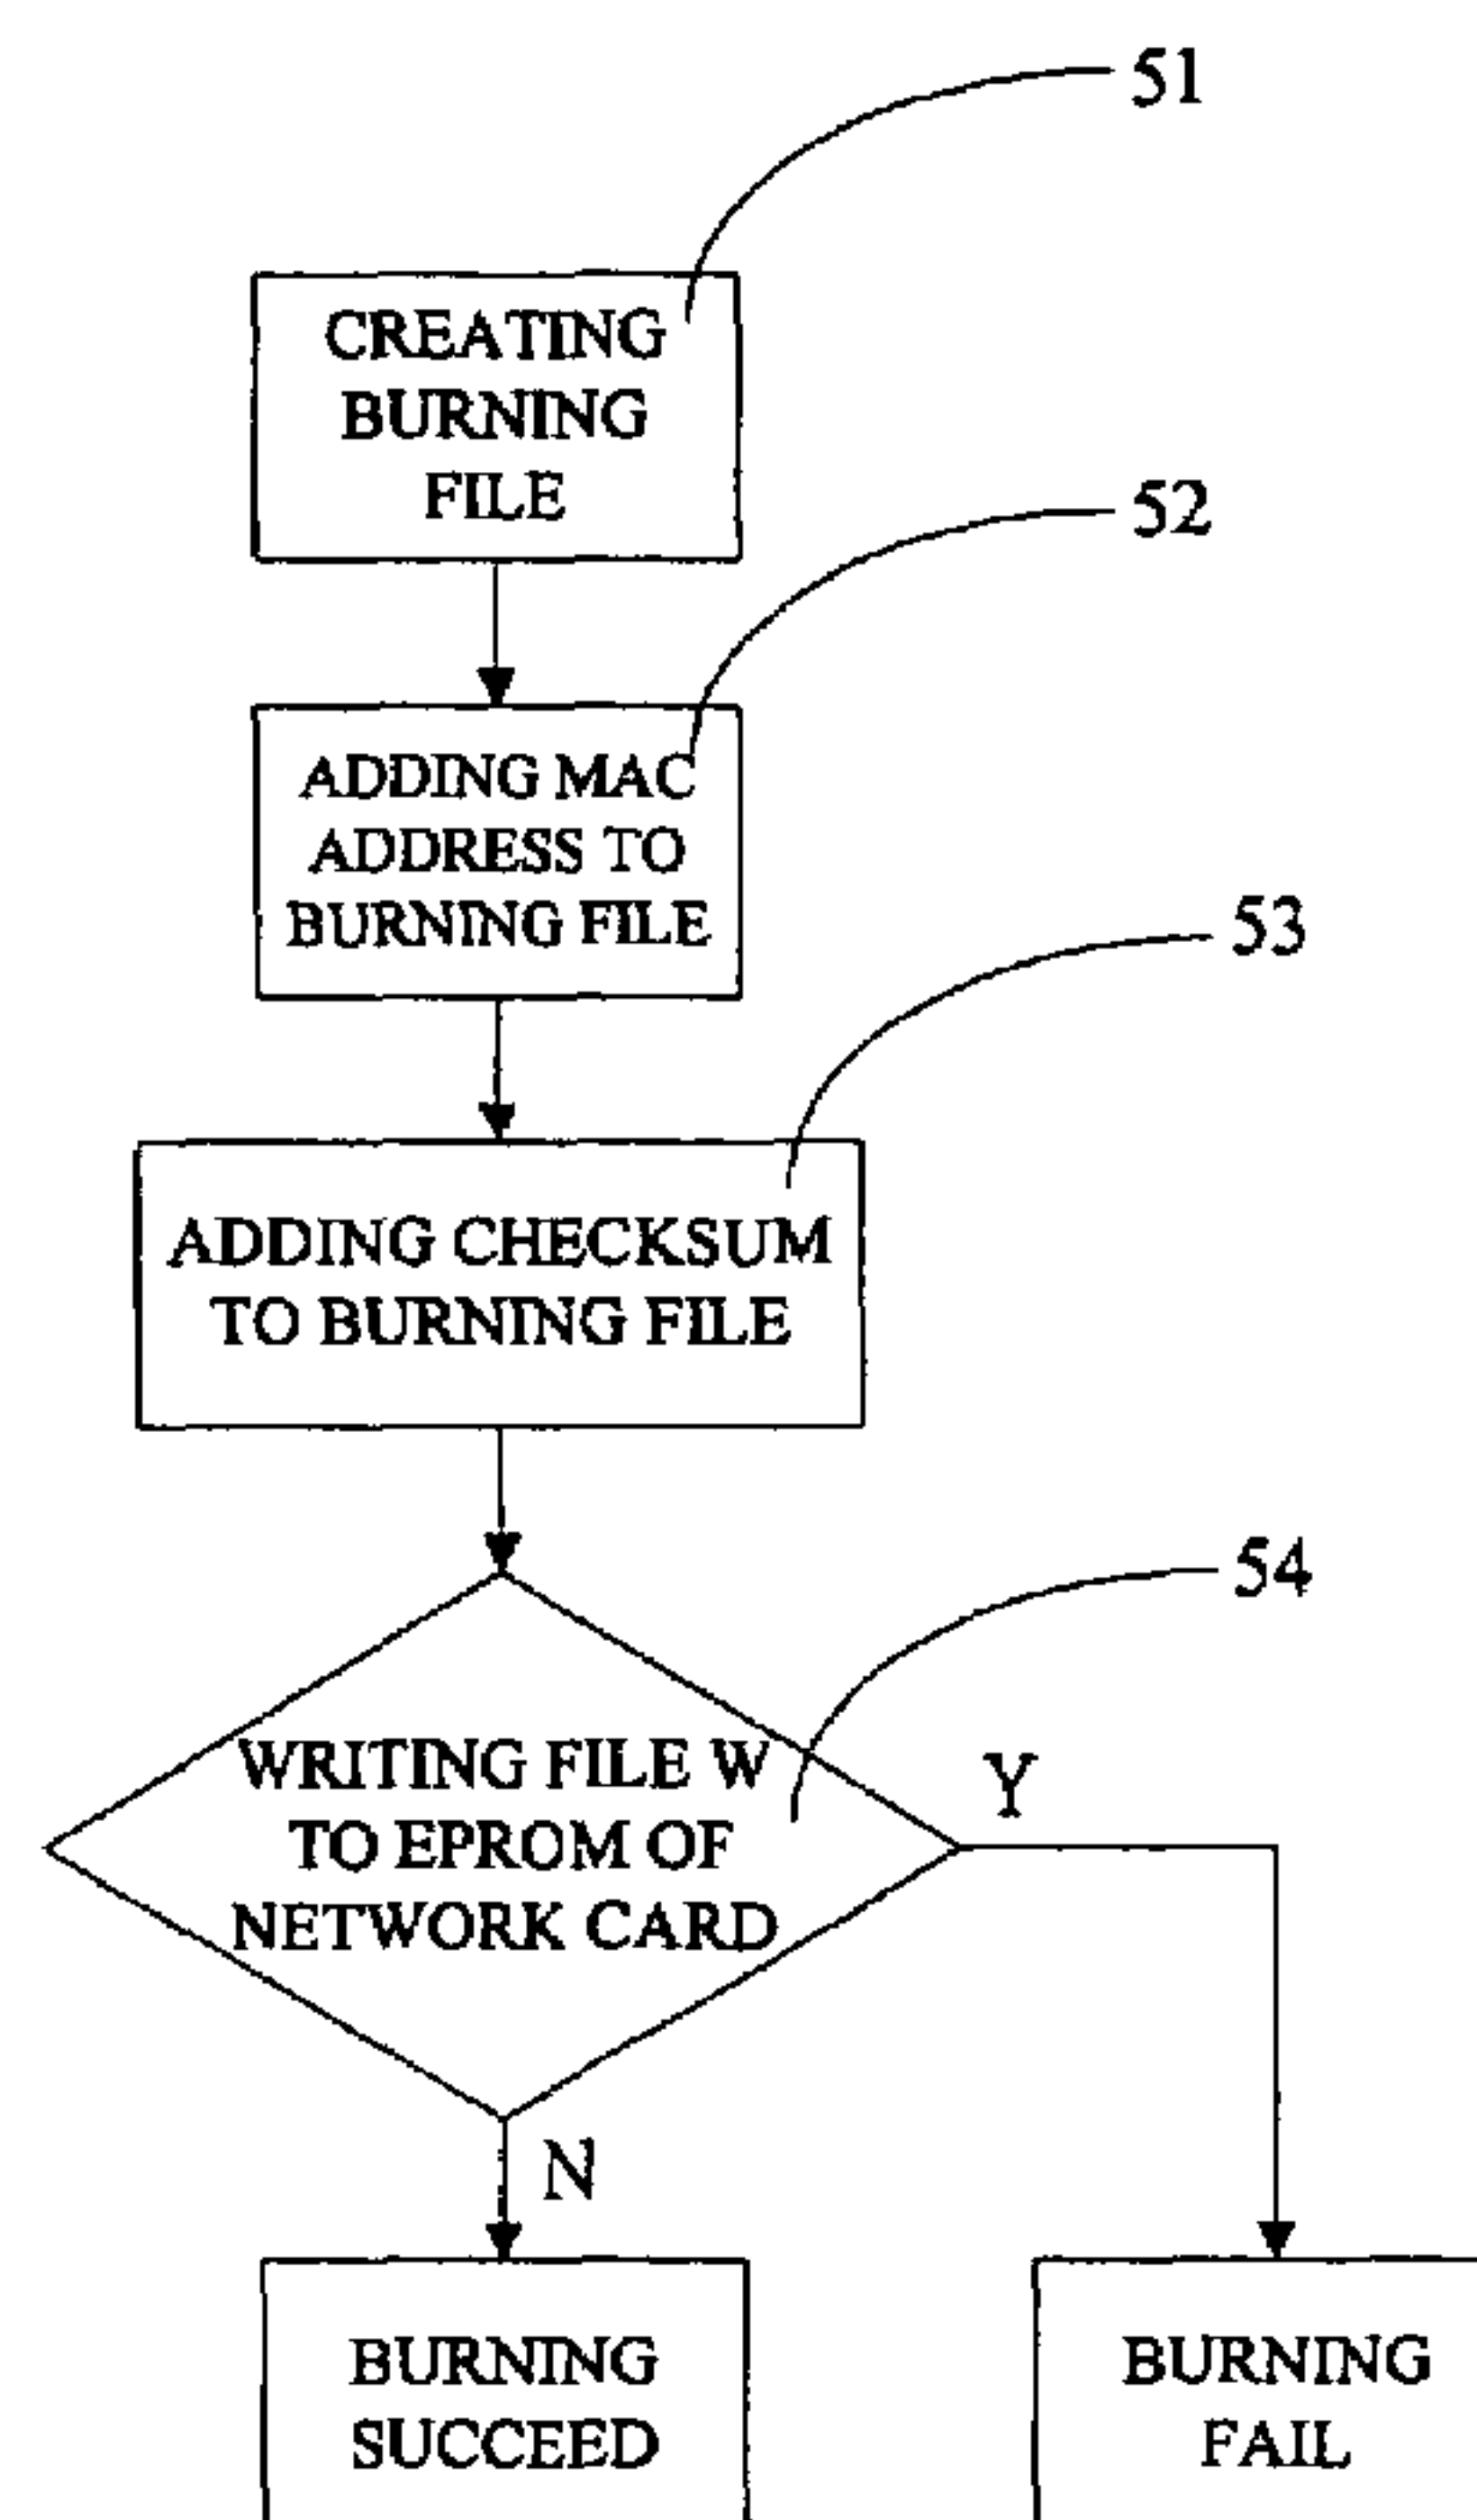 51
CREATING
BURNING
FILE
52
ADDING MAC
ADDRESS TO
BURNING FILE
53
ADDING CHECKSUM
TO BURNING FILE
54
WRITING FILE W
TO EPROM OF
NETWORK CARD
Y
N
BURNING
SUCCEED
BURNING
FAIL